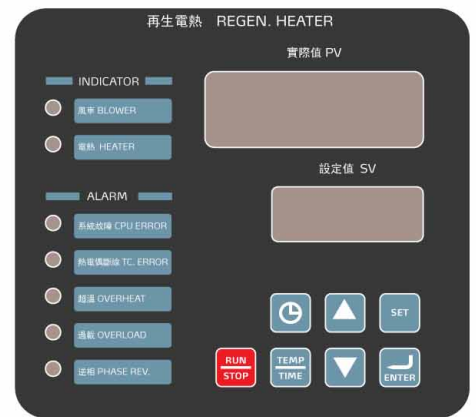 再生電熱 REGEN. HEATER
實際值 PV
INDICATOR
風車 BLOWER
電熱 HEATER
設定值 SV
ALARM
系統故障 CPU ERROR
熱電偶斷線 TC. ERROR
超溫 OVERHEAT
過載 OVERLOAD
逆相 PHASE REV.
SET
RUN
STOP
TEMP
TIME
ENTER